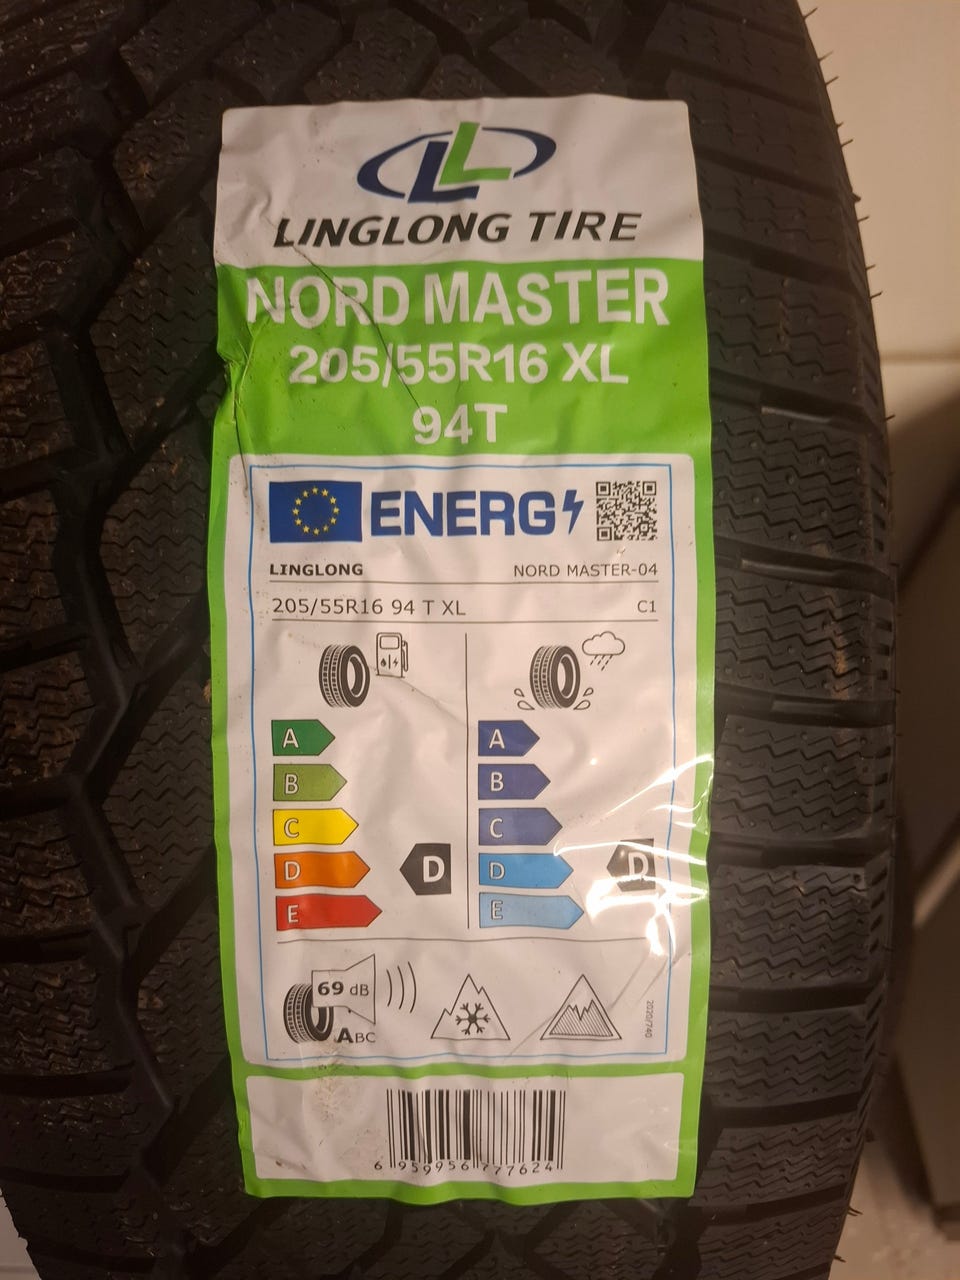 LL
LINGLONG TIRE
NORD MASTER
205/55R16 XL
94T
ENERG
LINGLONG NORD MASTER-04
205/55R16 94 T XL C1
A A
B B
C C
D D D D
E E
69 dB
ABC
2020/740
6 959956 777624